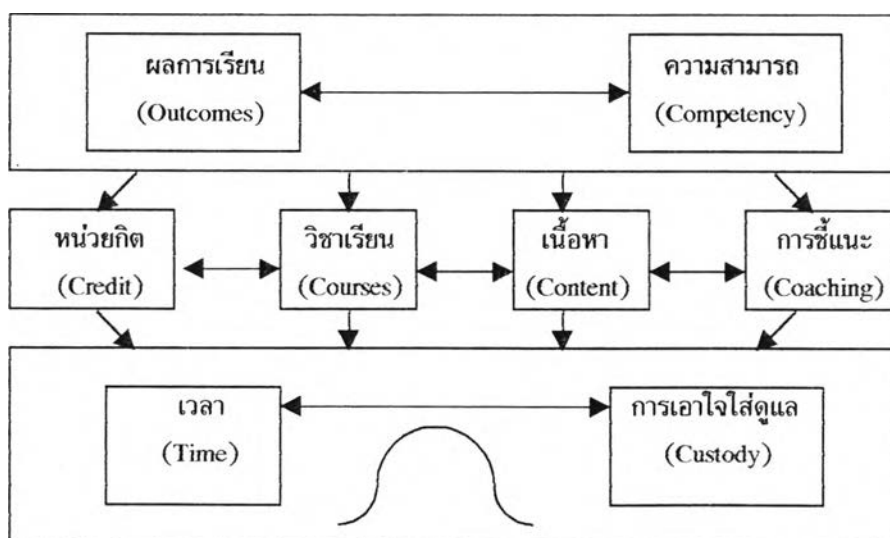 ผลการเรียน
(Outcomes)
ความสามารถ
(Competency)
หน่วยกิต
(Credit)
วิชาเรียน
(Courses)
เนื้อหา
(Content)
การชี้แนะ
(Coaching)
เวลา
(Time)
การเอาใจใส่ดูแล
(Custody)